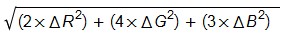 √(2×ΔR²) + (4×ΔG²) + (3×ΔB²)